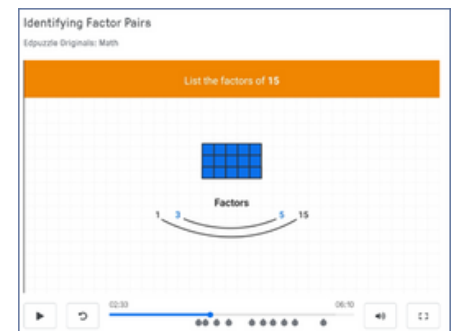 Identifying Factor Pairs
Edpuzzle Originals: Math
List the factors of 15
Factors
1 3 5 15
02:33 06:10